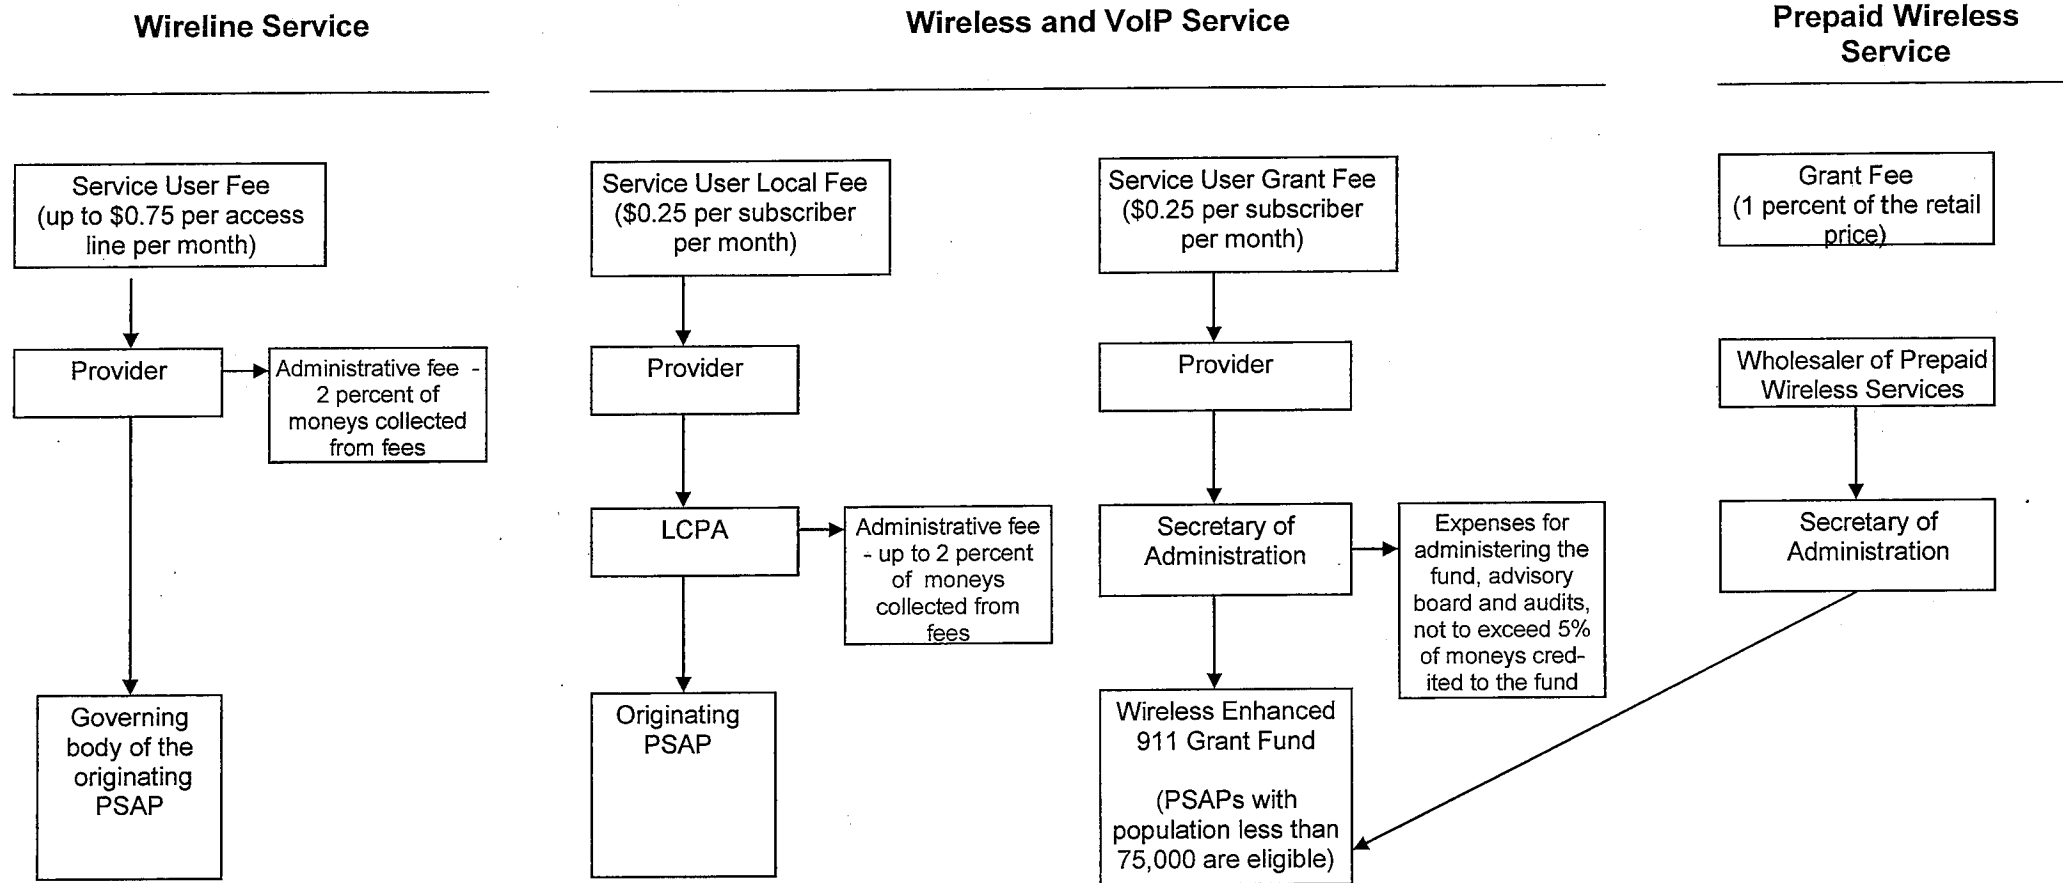 Wireline Service
Wireless and VoIP Service
Prepaid Wireless
Service
Service User Fee
(up to $0.75 per access
line per month)
Provider
Administrative fee -
2 percent of
moneys collected
from fees
Governing
body of the
originating
PSAP
Service User Local Fee
($0.25 per subscriber
per month)
Provider
LCPA
Administrative fee
- up to 2 percent
of moneys
collected from
fees
Originating
PSAP
Service User Grant Fee
($0.25 per subscriber
per month)
Provider
Secretary of
Administration
Expenses for
administering the
fund, advisory
board and audits,
not to exceed 5%
of moneys cred-
ited to the fund
Wireless Enhanced
911 Grant Fund
(PSAPs with
population less than
75,000 are eligible)
Grant Fee
(1 percent of the retail
price)
Wholesaler of Prepaid
Wireless Services
Secretary of
Administration